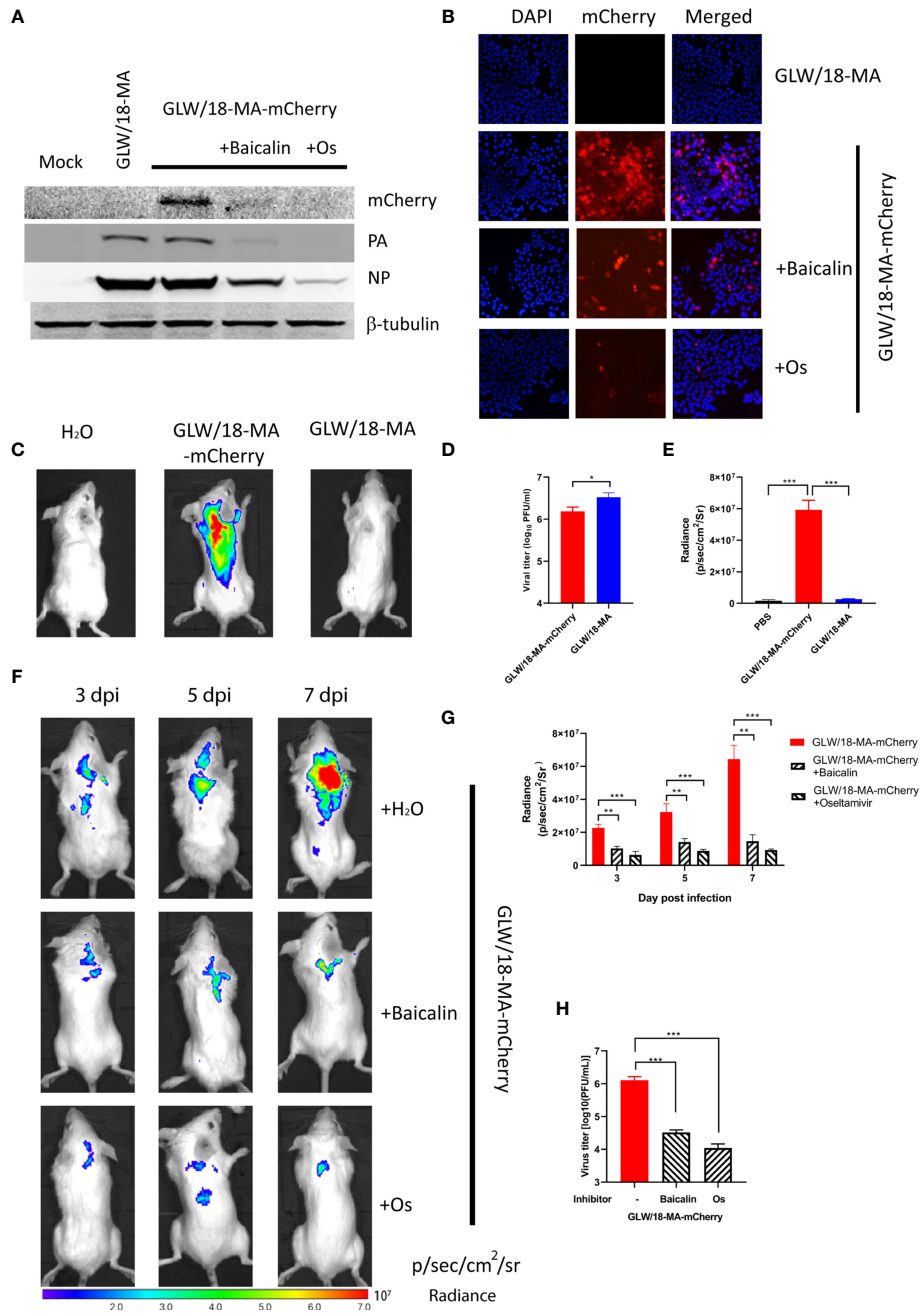 A
GLW/18-MA
GLW/18-MA-mCherry
Mock
+Baicalin
+Os
mCherry
PA
NP
β-tubulin
B
DAPI
mCherry
Merged
GLW/18-MA
+Baicalin
+Os
GLW/18-MA-mCherry
C
H₂O
GLW/18-MA
-mCherry
GLW/18-MA
D
Viral titer (log₁₀ PFU/ml)
7
6
5
4
*
GLW/18-MA-mCherry
GLW/18-MA
E
Radiance
(p/sec/cm²/Sr)
8×10⁷
6×10⁷
4×10⁷
2×10⁷
0
***
***
PBS
GLW/18-MA-mCherry
GLW/18-MA
F
3 dpi
5 dpi
7 dpi
+H₂O
+Baicalin
+Os
GLW/18-MA-mCherry
p/sec/cm²/sr
2.0
3.0
4.0
5.0
6.0
7.0
10⁷
Radiance
G
Radiance
(p/sec/cm²/Sr)
8×10⁷
6×10⁷
4×10⁷
2×10⁷
0
***
**
***
**
***
**
3
5
7
Day post infection
GLW/18-MA-mCherry
GLW/18-MA-mCherry
+Baicalin
GLW/18-MA-mCherry
+Oseltamivir
H
Virus titer [log10(PFU/mL)]
7
6
5
4
3
***
***
Inhibitor
-
Baicalin
Os
GLW/18-MA-mCherry